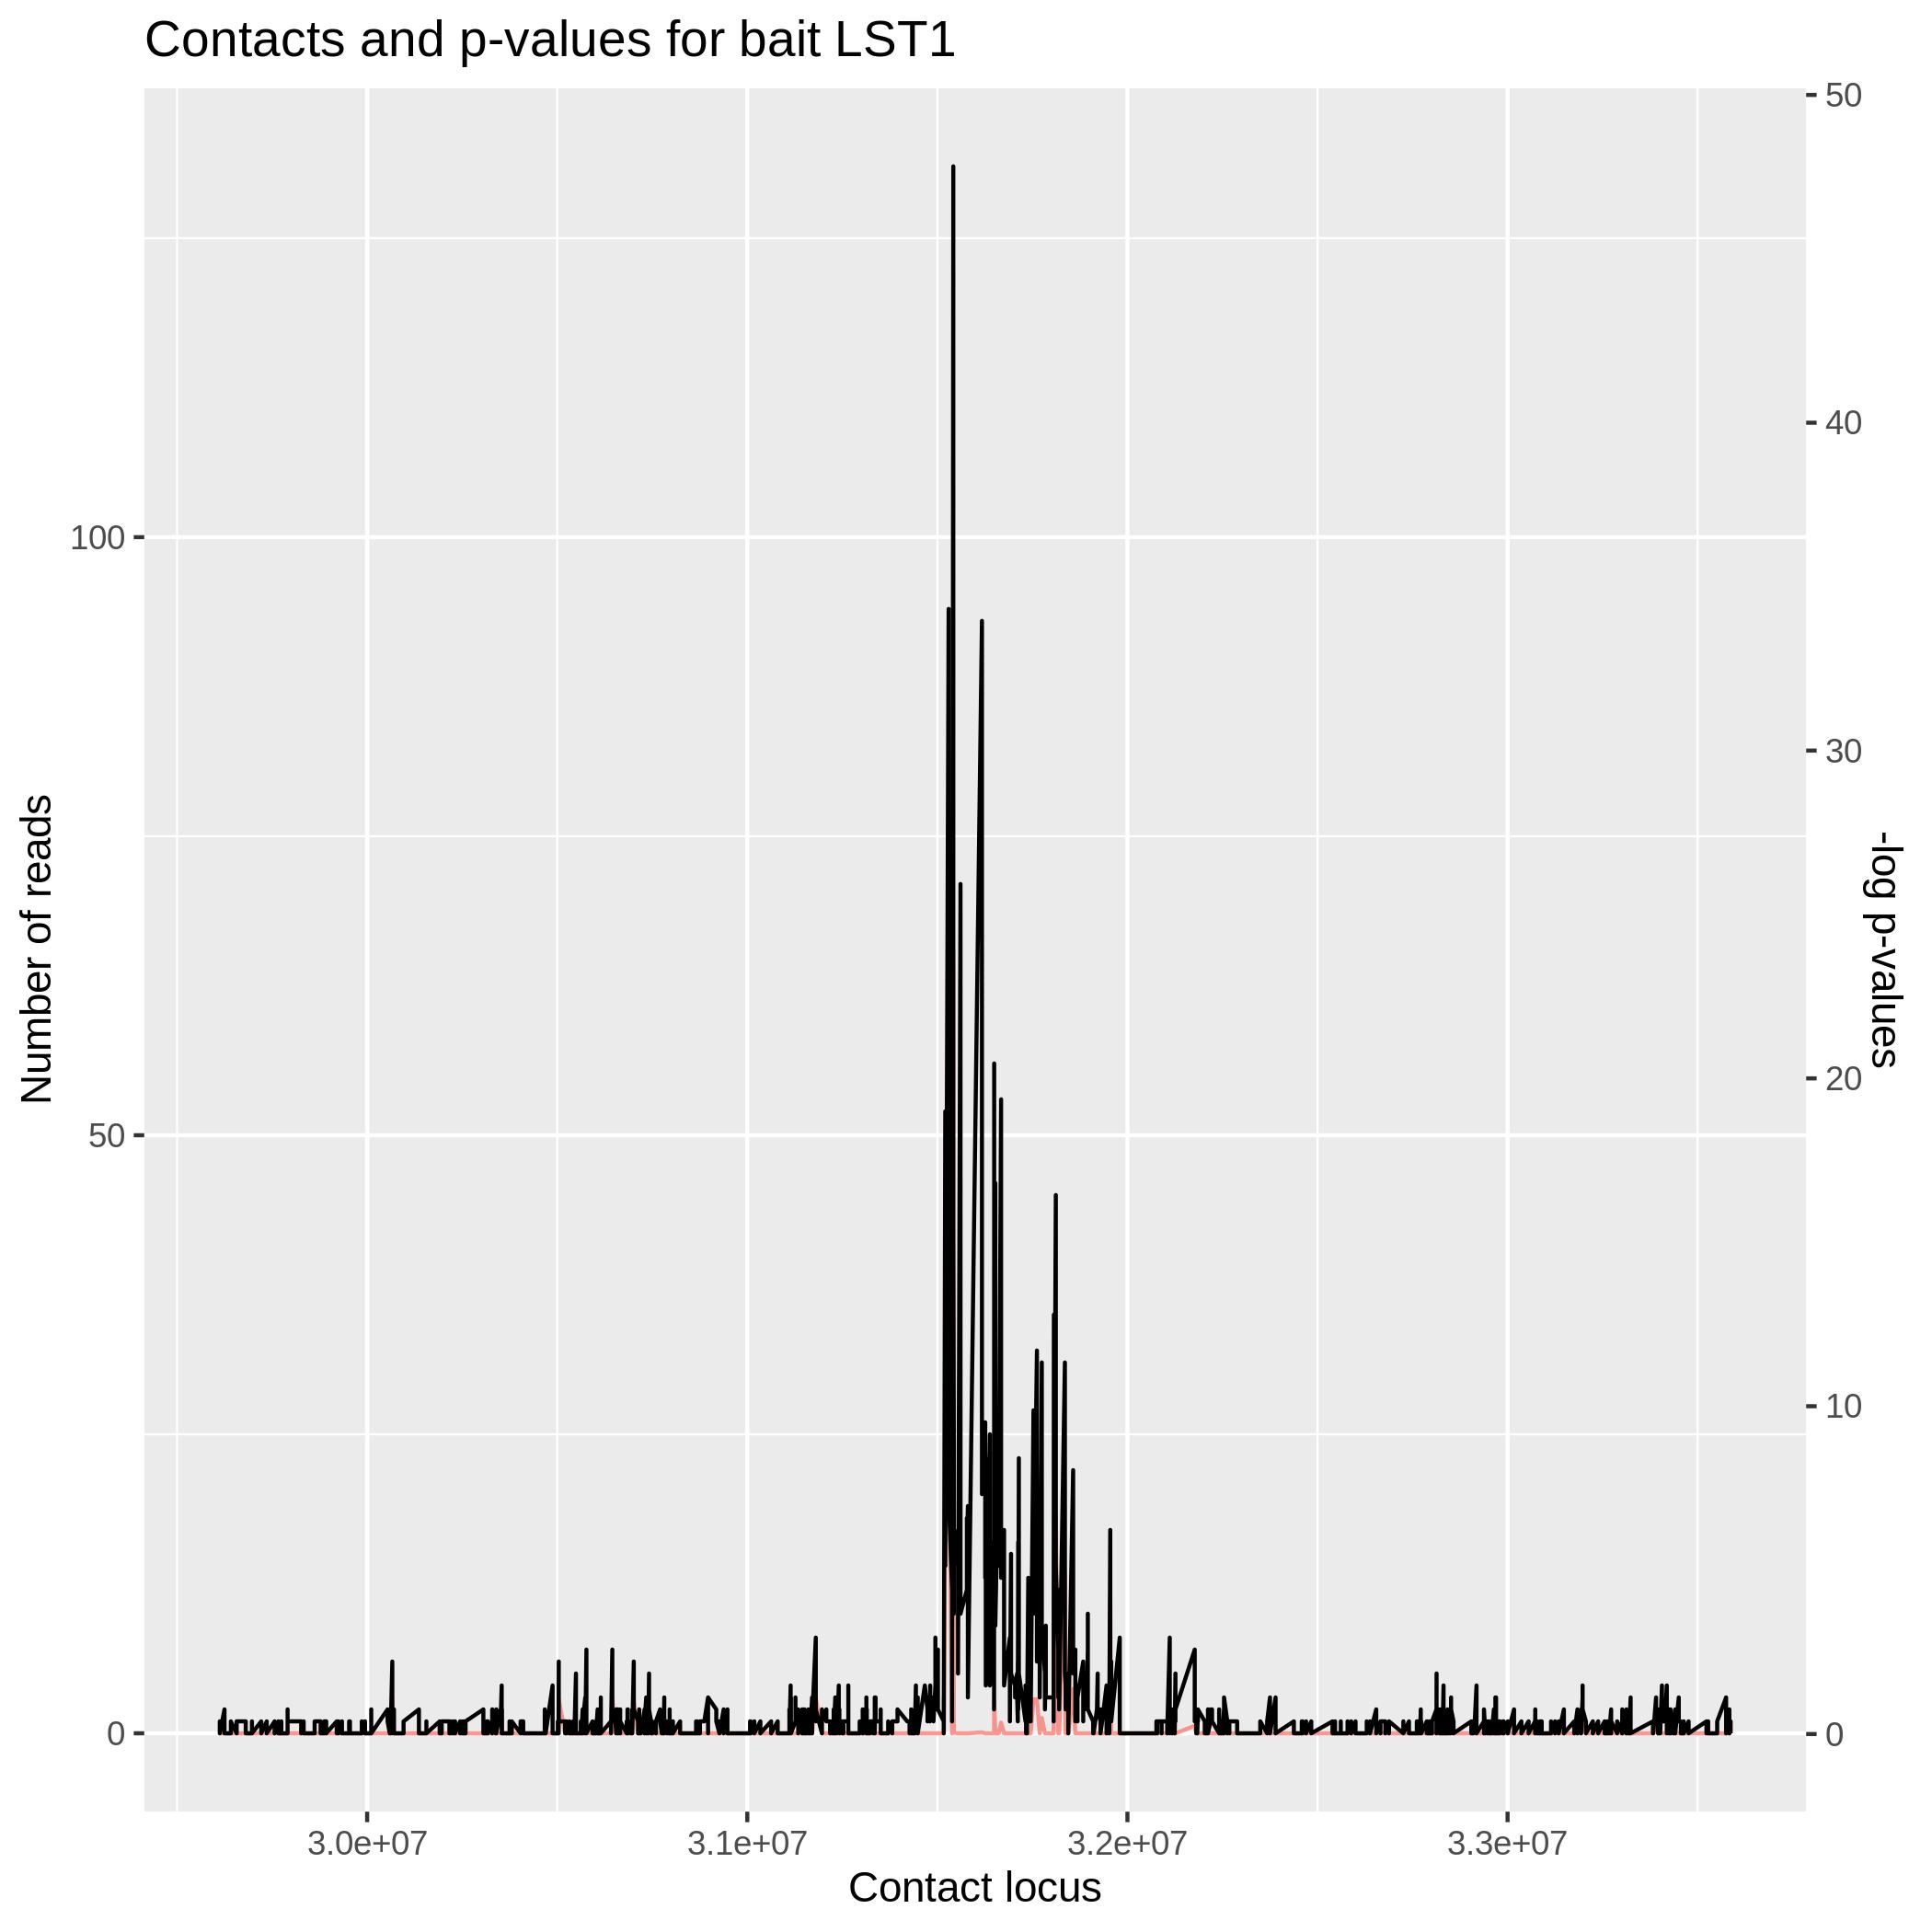 Contacts and p-values for bait LST1
Number of reads
100
50
0
50
40
30
20
10
0
-log p-values
3.0e+07
3.1e+07
3.2e+07
3.3e+07
Contact locus